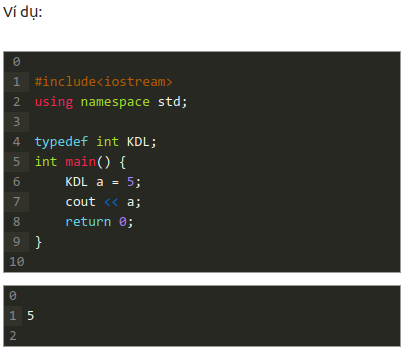 Ví dụ:
0
1 #include<iostream>
2 using namespace std;
3
4 typedef int KDL;
5 int main() {
6     KDL a = 5;
7     cout << a;
8     return 0;
9 }
10
0
1 5
2